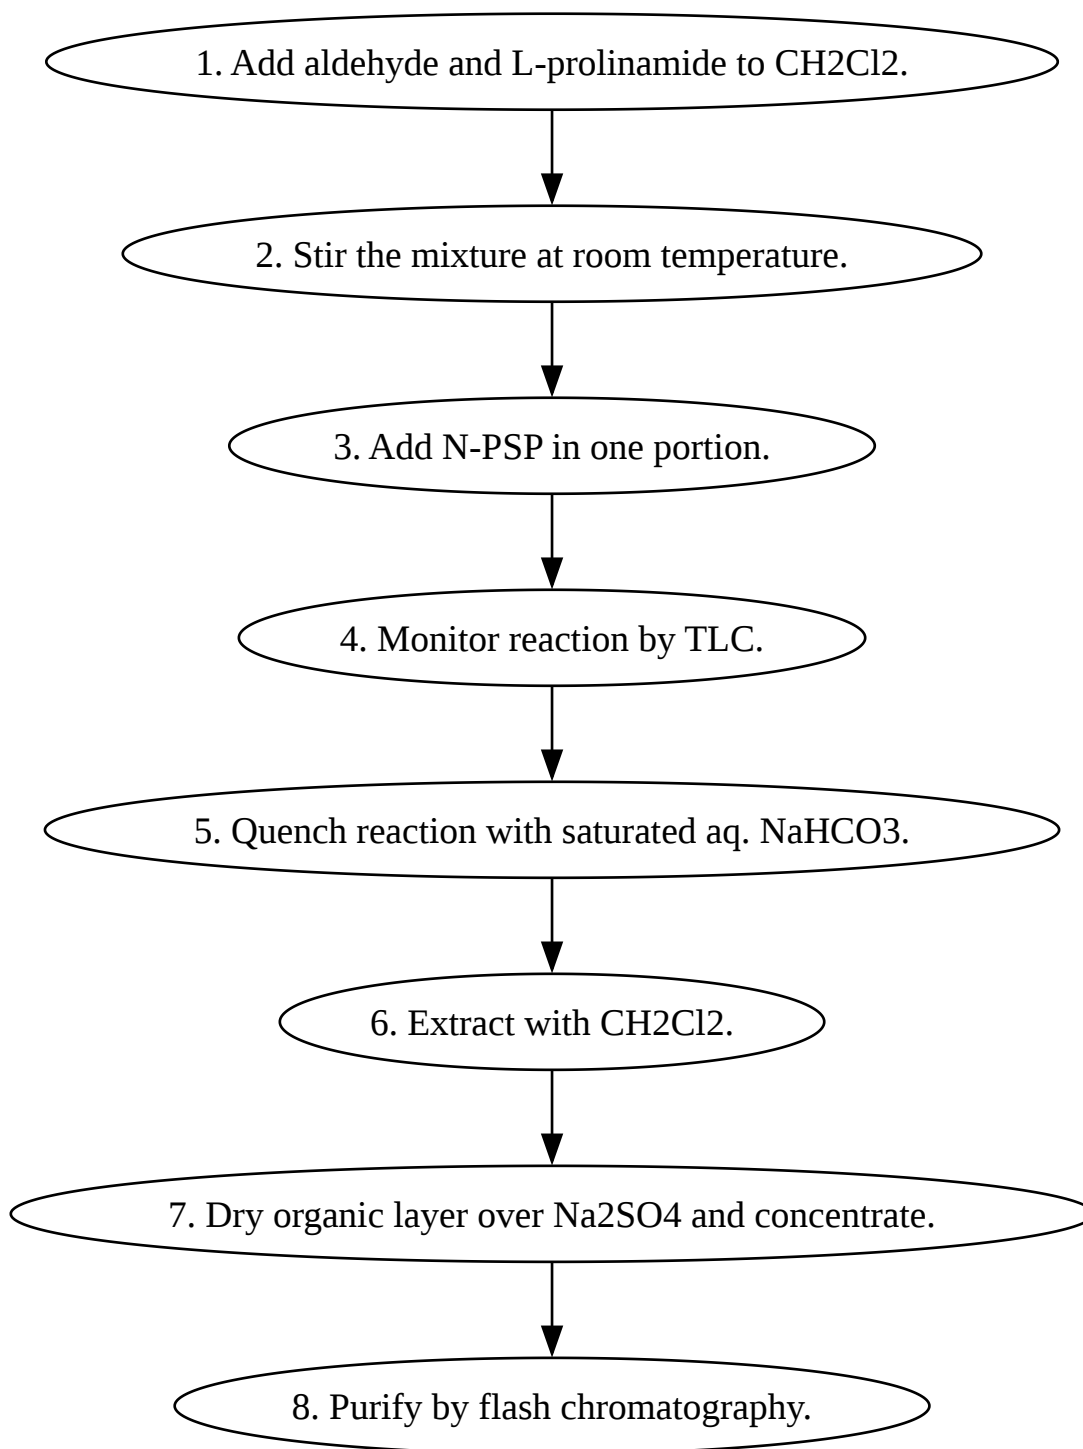 1. Add aldehyde and L-prolinamide to CH2Cl2.
2. Stir the mixture at room temperature.
3. Add N-PSP in one portion.
4. Monitor reaction by TLC.
5. Quench reaction with saturated aq. NaHCO3.
6. Extract with CH2Cl2.
7. Dry organic layer over Na2SO4 and concentrate.
8. Purify by flash chromatography.